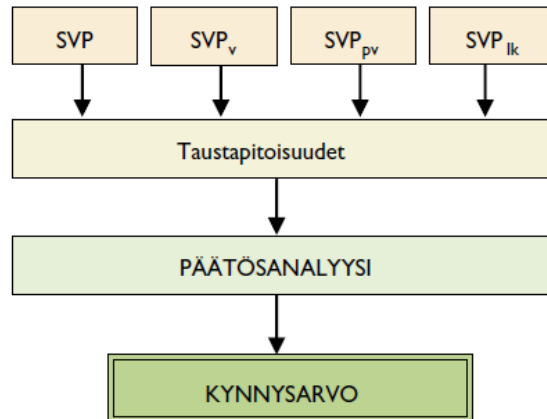 SVP SVPv SVPpv SVPlk
Taustapitoisuudet
PÄÄTÖSANALYYSI
KYNNYSARVO